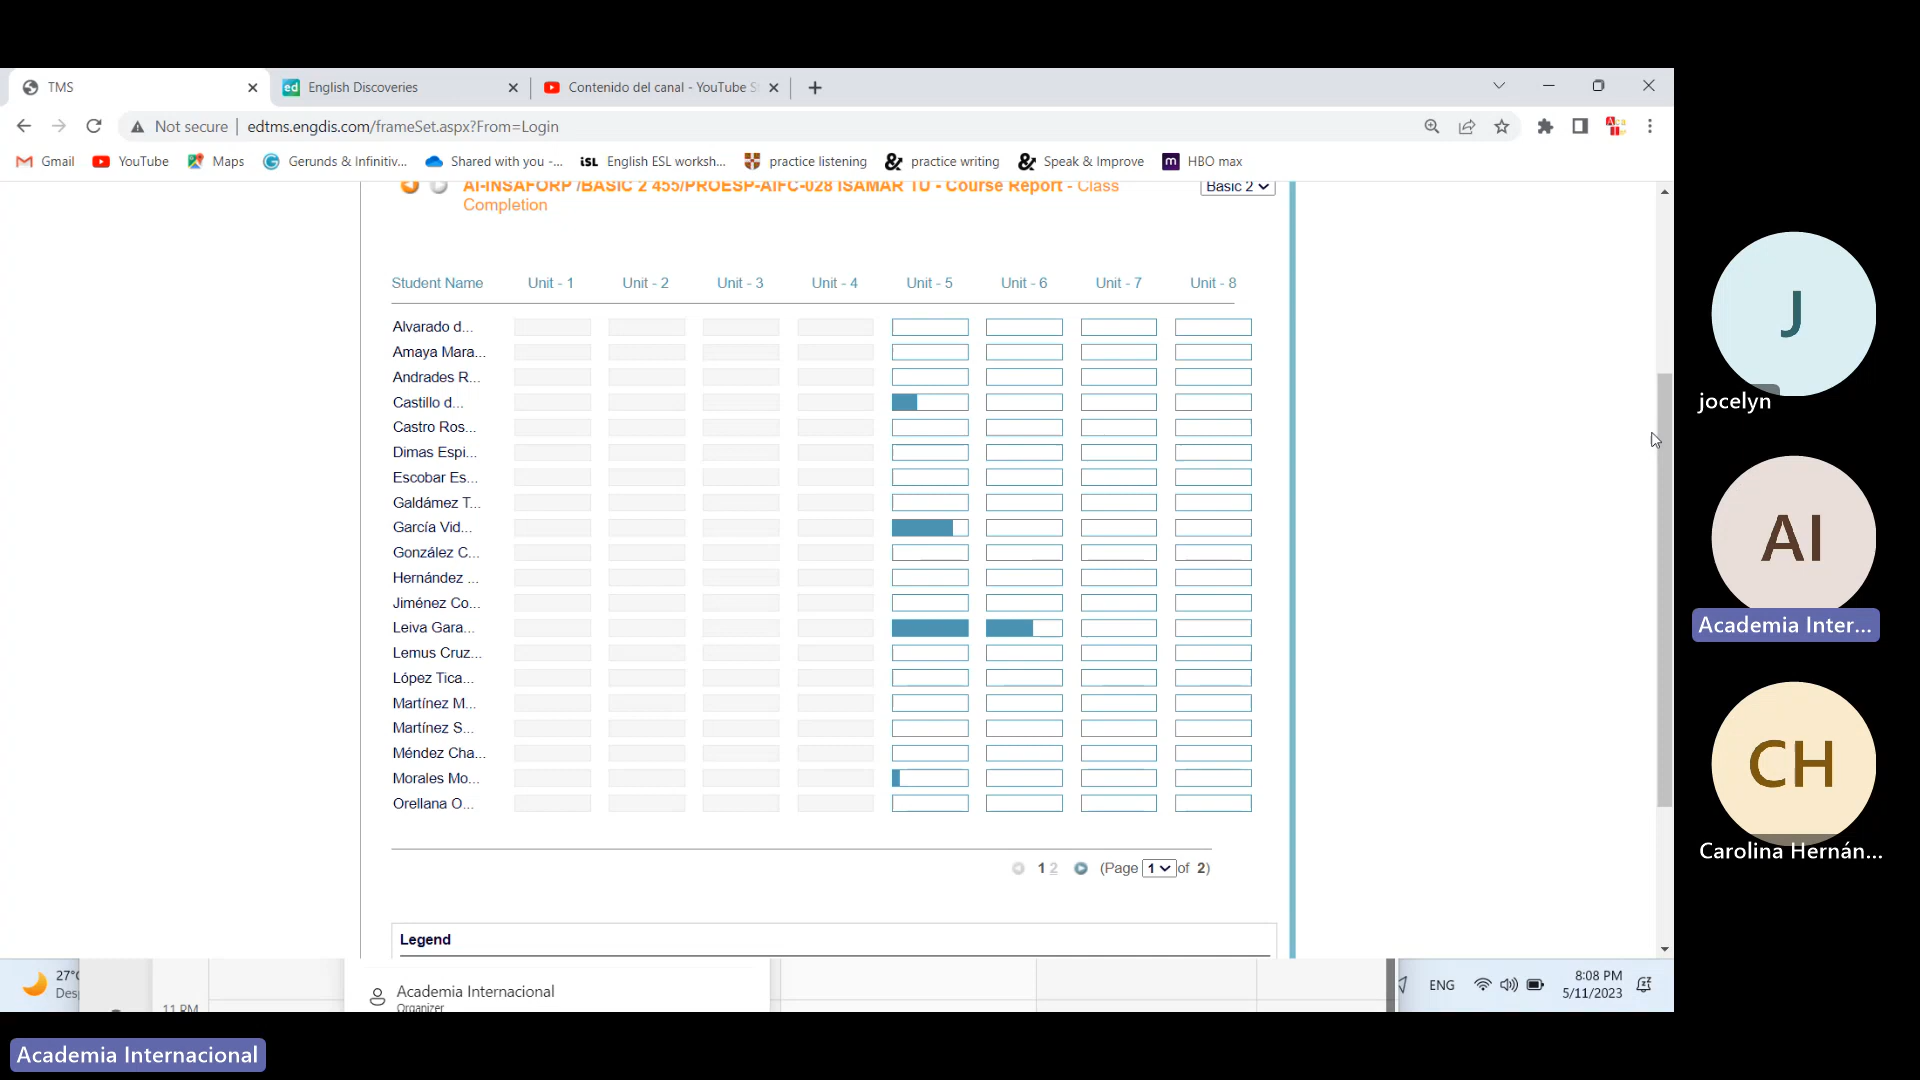 TMS
English Discoveries
Contenido del canal - YouTube S
Not secure
edtms.engdis.com/frameSet.aspx?From=Login
Gmail
YouTube
Maps
Gerunds & Infinitiv...
Shared with you -...
ISL English ESL worksh...
practice listening
practice writing
Speak & Improve
m HBO max
AI-INSAFORP /BASIC 2 455/PROESP-AIFC-028 ISAMAR TU - Course Report - Class
Completion
Basic 2
Student Name Unit - 1 Unit - 2 Unit - 3 Unit - 4 Unit - 5 Unit - 6 Unit - 7 Unit - 8
Alvarado d...
Amaya Mara...
Andrades R...
Castillo d...
Castro Ros...
Dimas Espi...
Escobar Es...
Galdámez T...
García Vid...
González C...
Hernández ...
Jiménez Co...
Leiva Gara...
Lemus Cruz...
López Tica...
Martínez M...
Martínez S...
Méndez Cha...
Morales Mo...
Orellana O...
1 2 (Page 1 of 2)
Legend
27°C
Desp
11 PM
Academia Internacional
Organizer
ENG
8:08 PM
5/11/2023
J
jocelyn
AI
Academia Inter...
CH
Carolina Hernán...
Academia Internacional